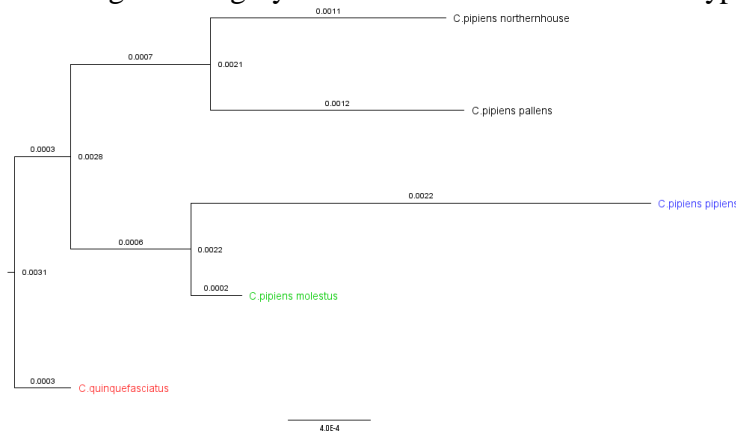 0.0011
C.pipiens northernhouse
0.0007
0.0021
0.0012
C.pipiens pallens
0.0003
0.0028
0.0022
C.pipiens pipiens
0.0006
0.0022
0.0002
C.pipiens molestus
0.0031
0.0003
C.quinquefasciatus
4.0E-4